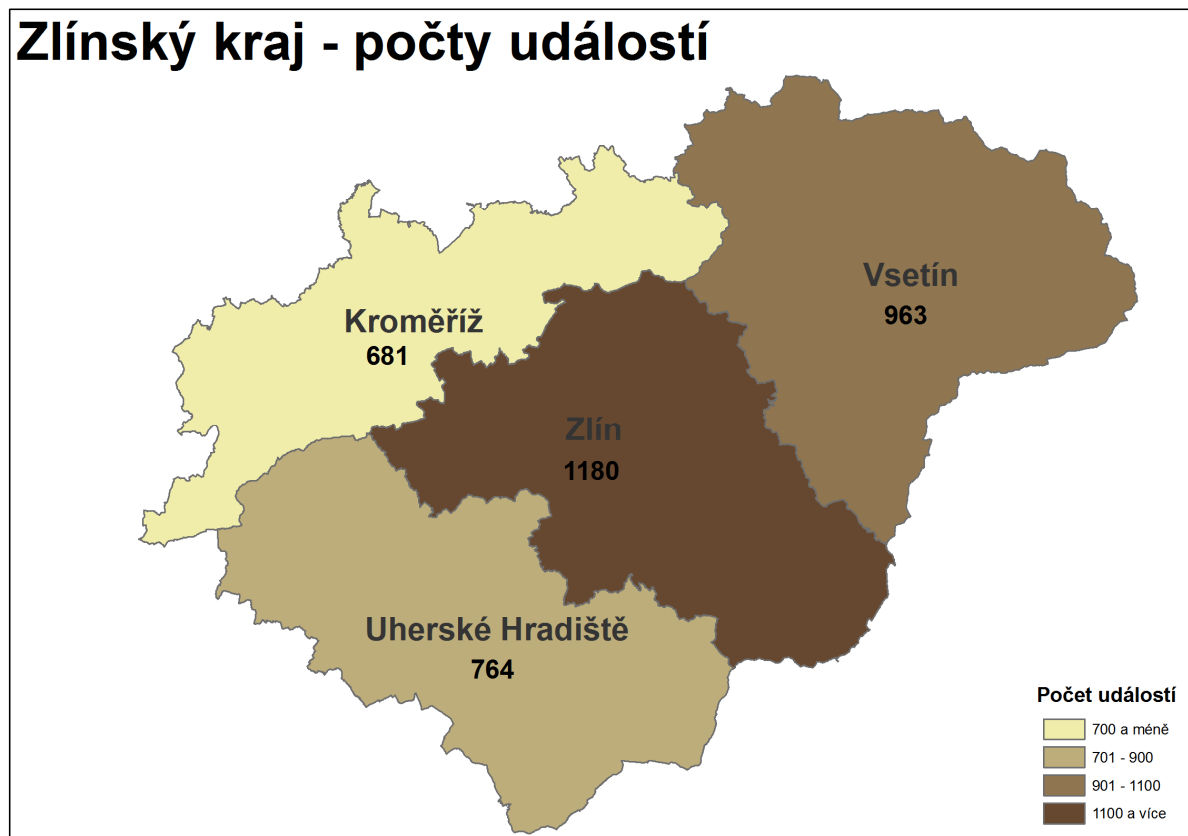 Zlínský kraj - počty událostí
Vsetín
963
Kroměříž
681
Zlín
1180
Uherské Hradiště
764
Počet událostí
700 a méně
701 - 900
901 - 1100
1100 a více